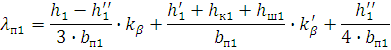 λп1 = (h1 - h1'')/(3 · bп1) · kβ + (h1' + hк1 + hш1)/bп1 · kβ' + h1''/(4 · bп1)